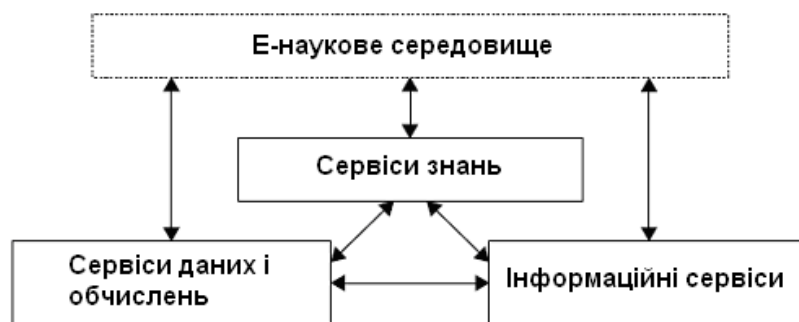 Е-наукове середовище
Сервіси знань
Сервіси даних і
обчислень
Інформаційні сервіси